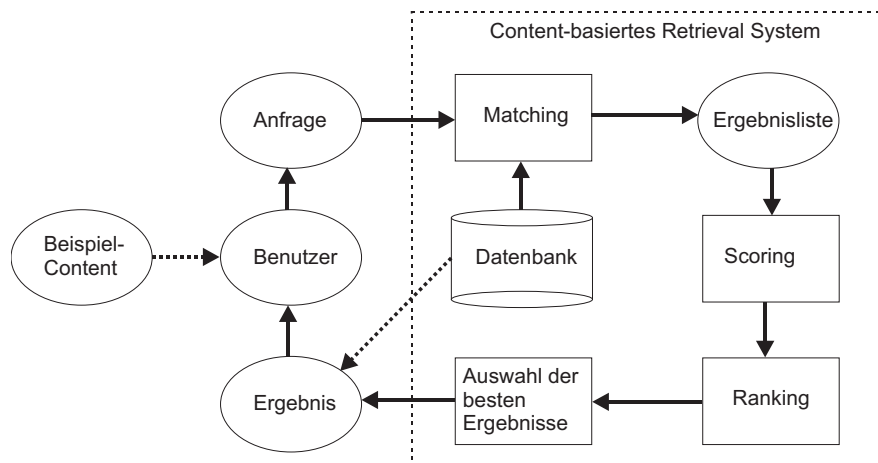 Content-basiertes Retrieval System
Anfrage
Matching
Ergebnisliste
Beispiel-
Content
Benutzer
Datenbank
Scoring
Ergebnis
Auswahl der
besten
Ergebnisse
Ranking